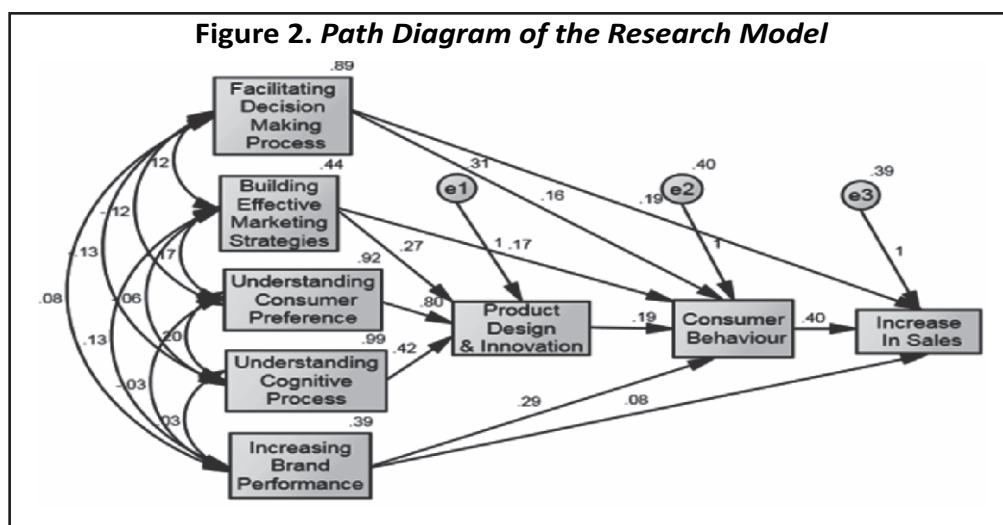 Figure 2. Path Diagram of the Research Model
.89
Facilitating
Decision
Making
Process
.44
Building
Effective
Marketing
Strategies
.92
Understanding
Consumer
Preference
.99
Understanding
Cognitive
Process
.39
Increasing
Brand
Performance
.12
-.12
-.13
.17
.08
-.06
.13
.20
-.03
.03
.31
e1
1
.27
.80
.42
Product
Design
& Innovation
.16
.17
.19
.29
.40
e2
1
Consumer
Behaviour
.19
.40
.08
.39
e3
1
Increase
In Sales